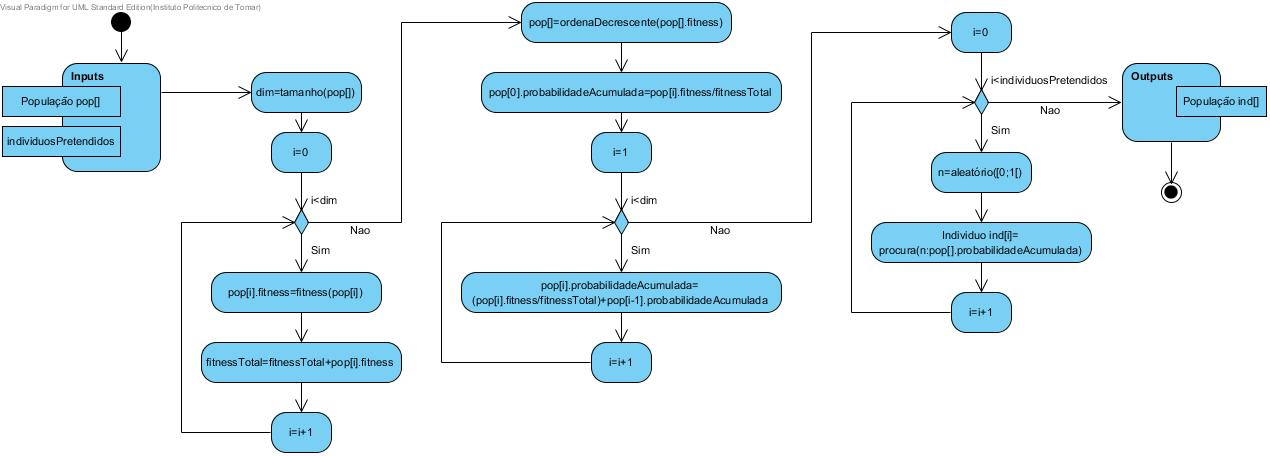 Visual Paradigm for UML Standard Edition(Instituto Politecnico de Tomar)
Inputs
População pop[]
individuosPretendidos
dim=tamanho(pop[])
i=0
i<dim
Nao
Sim
pop[i].fitness=fitness(pop[i])
fitnessTotal=fitnessTotal+pop[i].fitness
i=i+1
pop[]=ordenaDecrescente(pop[].fitness)
pop[0].probabilidadeAcumulada=pop[i].fitness/fitnessTotal
i=1
i<dim
Nao
Sim
pop[i].probabilidadeAcumulada=
(pop[i].fitness/fitnessTotal)+pop[i-1].probabilidadeAcumulada
i=i+1
i=0
i<individuosPretendidos
Nao
Sim
n=aleatório([0;1[)
Individuo ind[i]=
procura(n:pop[].probabilidadeAcumulada)
i=i+1
Outputs
População ind[]